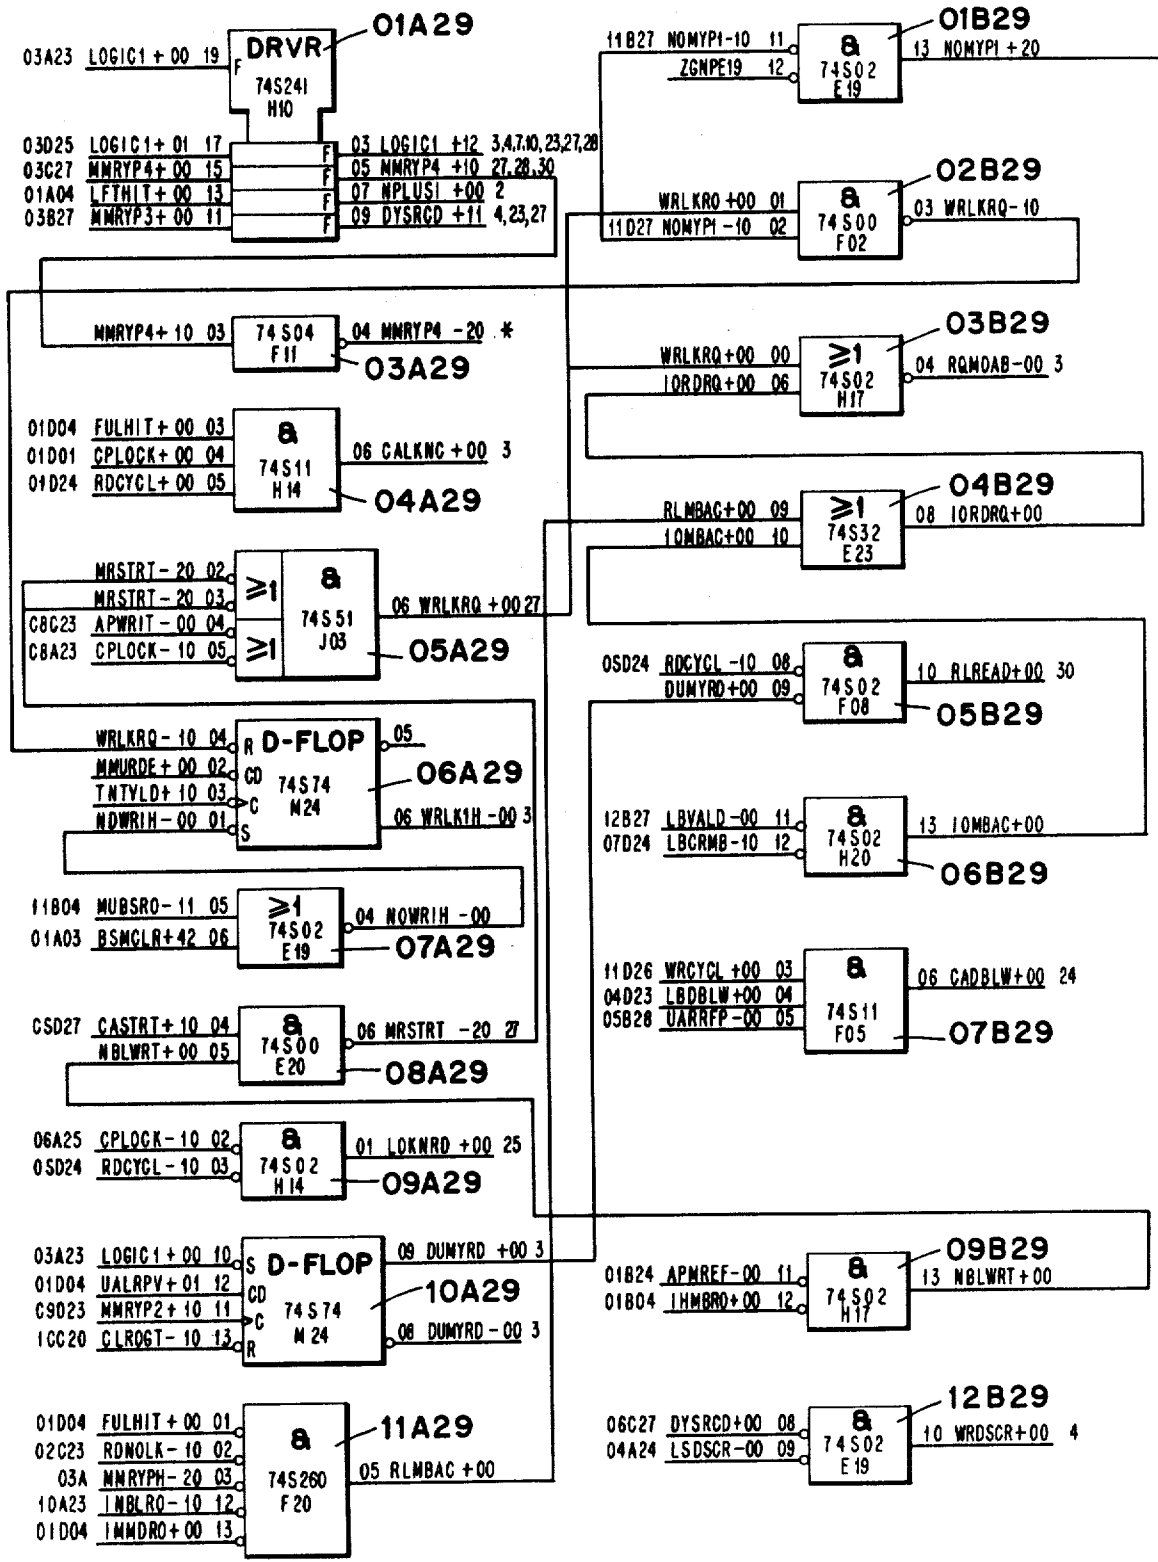 01A29
03A23 LOGIC1+00 19 F DRVR
74S241
H10
03D25 LOGIC1+01 17 F 03 LOGIC1 +12 3,4,7,10,23,27,28
03C27 MMRYP4+00 15 F 05 MMRYP4 +10 27,28,30
01A04 LFTHIT+00 13 F 07 NPLUS1 +00 2
03B27 MMRYP3+00 11 F 09 DYSRCD +11 4,23,27
MMRYP4+10 03 74S04 04 MMRYP4 -20 *
F11
03A29
01D04 FULHIT+00 03 &
01D01 CPLOCK+00 04 74S11 06 CALKNC+00 3
01D24 RDCYCL+00 05 H14
04A29
MRSTRT-20 02 ≥1 &
MRSTRT-20 03 74S51 06 WRLKRQ+00 27
C8C23 APWRIT-00 04 ≥1 J03
C8A23 CPLOCK-10 05
05A29
WRLKRQ-10 04 R D-FLOP 05
MMURDE+00 02 CD 74S74
TNTVLD+10 03 C M24
NOWRIH-00 01 S 06 WRLK1H-00 3
06A29
11B04 MUBSRO-11 05 ≥1 04 NOWRIH -00
01A03 BSMCLR+42 06 74S02
E19
07A29
CSD27 CASTRT+10 04 & 06 MRSTRT -20 27
NBLWRT+00 05 74S00
E20
08A29
06A25 CPLOCK-10 02 & 01 LOKNRD+00 25
0SD24 RDCYCL-10 03 74S02
H14
09A29
03A23 LOGIC1+00 10 S D-FLOP 09 DUMYRD +00 3
01D04 UALRPV+01 12 CD
C9D23 MMRYP2+10 11 C 74S74
1CC20 CLROGT-10 13 R M24 08 DUMYRD-00 3
10A29
01D04 FULHIT+00 01 &
02C23 RDNOLK-10 02
03A MMRYPH-20 03 74S260 05 RLMBAC+00
10A23 INBLRO-10 12 F20
01D04 IMMDRO+00 13
11A29
01B29
11B27 NOMYP1-10 11 & 13 NOMYP1+20
ZGNPE19 12 74S02
E19
02B29
WRLKRQ+00 01 & 03 WRLKRQ-10
11D27 NOMYP1-10 02 74S00
F02
03B29
WRLKRQ+00 00 ≥1 04 RQMDAB-00 3
IORDRQ+00 06 74S02
H17
04B29
RLMBAC+00 09 ≥1 08 IORDRQ+00
IOMBAC+00 10 74S32
E23
0SD24 RDCYCL-10 08 & 10 RLREAD+00 30
DUMYRD+00 09 74S02
F08
05B29
12B27 LBVALD-00 11 & 13 IOMBAC+00
07D24 LBCRMB-10 12 74S02
H20
06B29
11D26 WRCYCL+00 03 & 06 CADBLW+00 24
04D23 LBDBLW+00 04 74S11
05B28 UARRFP-00 05 F05
07B29
09B29
01B24 APMREF-00 11 & 13 NBLWRT+00
01B04 IHMBRO+00 12 74S02
H17
12B29
06C27 DYSRCD+00 08 & 10 WRDSCR+00 4
04A24 LSDSCR-00 09 74S02
E19